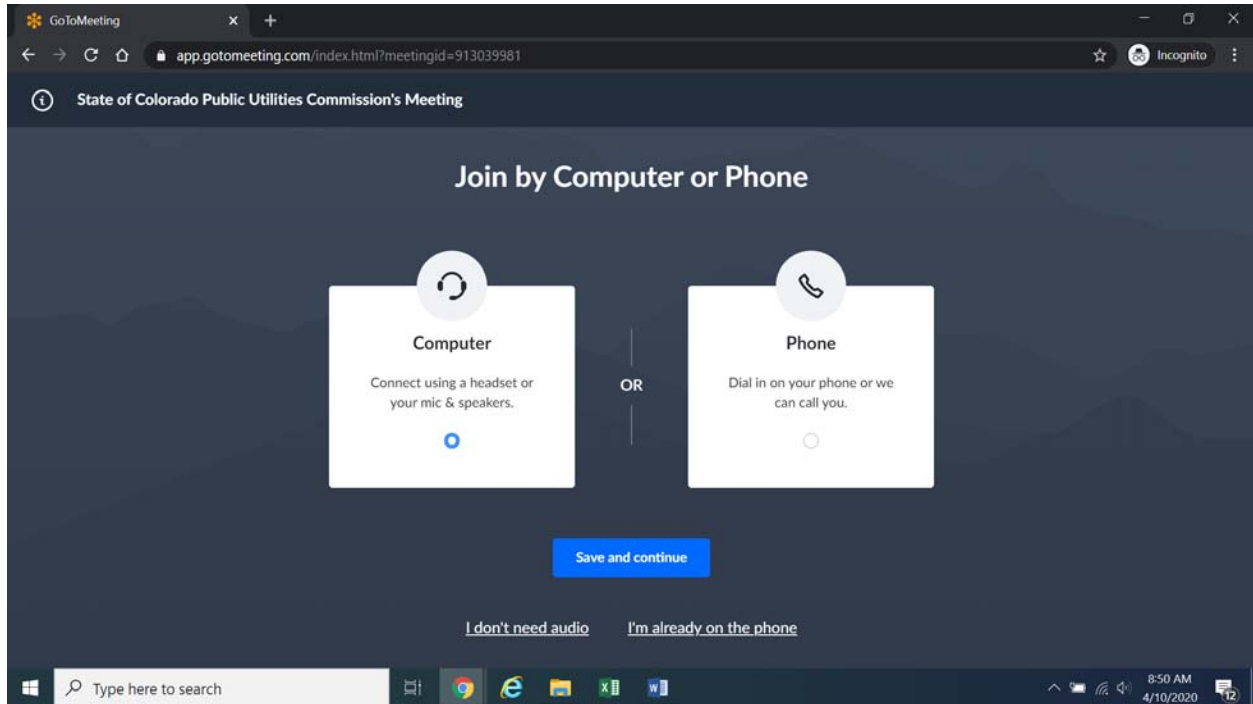 GoToMeeting
app.gotomeeting.com/index.html?meetingid=913039981
Incognito
State of Colorado Public Utilities Commission's Meeting
Join by Computer or Phone
Computer
Connect using a headset or
your mic & speakers.
OR
Phone
Dial in on your phone or we
can call you.
Save and continue
I don't need audio
I'm already on the phone
Type here to search
8:50 AM
4/10/2020
12